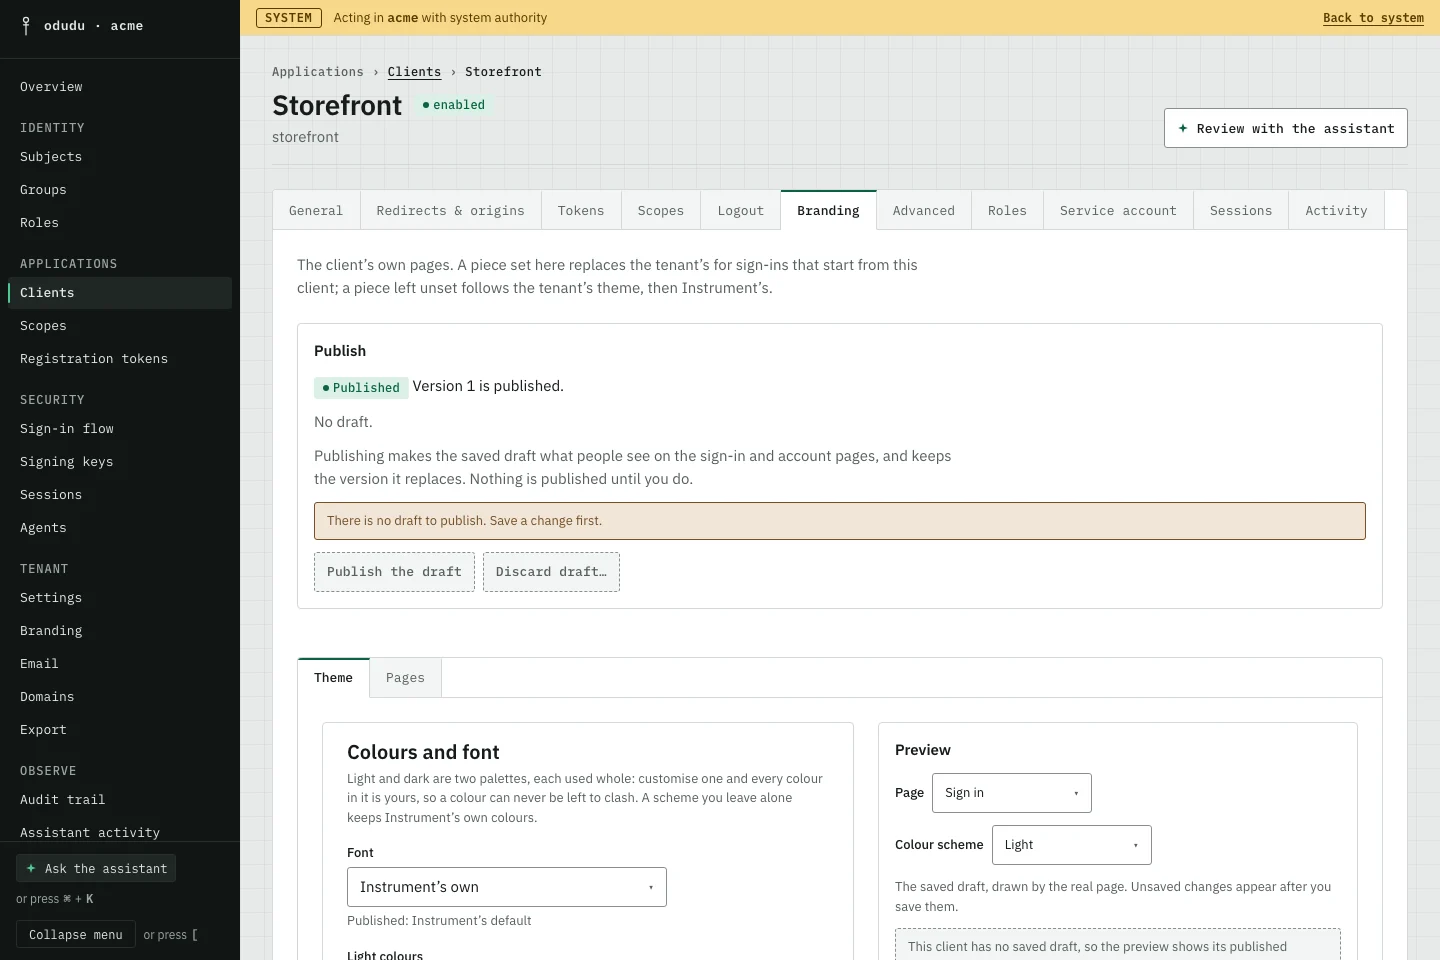 odudu · acme
SYSTEM Acting in acme with system authority
Back to system
Overview
IDENTITY
Subjects
Groups
Roles
APPLICATIONS
Clients
Scopes
Registration tokens
SECURITY
Sign-in flow
Signing keys
Sessions
Agents
TENANT
Settings
Branding
Email
Domains
Export
OBSERVE
Audit trail
Assistant activity
✦ Ask the assistant
or press ⌘ + K
Collapse menu or press [
Applications › Clients › Storefront
Storefront ● enabled
storefront
✦ Review with the assistant
General Redirects & origins Tokens Scopes Logout Branding Advanced Roles Service account Sessions Activity
The client’s own pages. A piece set here replaces the tenant’s for sign-ins that start from this
client; a piece left unset follows the tenant’s theme, then Instrument’s.
Publish
● Published Version 1 is published.
No draft.
Publishing makes the saved draft what people see on the sign-in and account pages, and keeps
the version it replaces. Nothing is published until you do.
There is no draft to publish. Save a change first.
Publish the draft Discard draft…
Theme Pages
Colours and font
Light and dark are two palettes, each used whole: customise one and every colour
in it is yours, so a colour can never be left to clash. A scheme you leave alone
keeps Instrument’s own colours.
Font
Instrument’s own
Published: Instrument’s default
Light colours
Preview
Page Sign in
Colour scheme Light
The saved draft, drawn by the real page. Unsaved changes appear after you
save them.
This client has no saved draft, so the preview shows its published